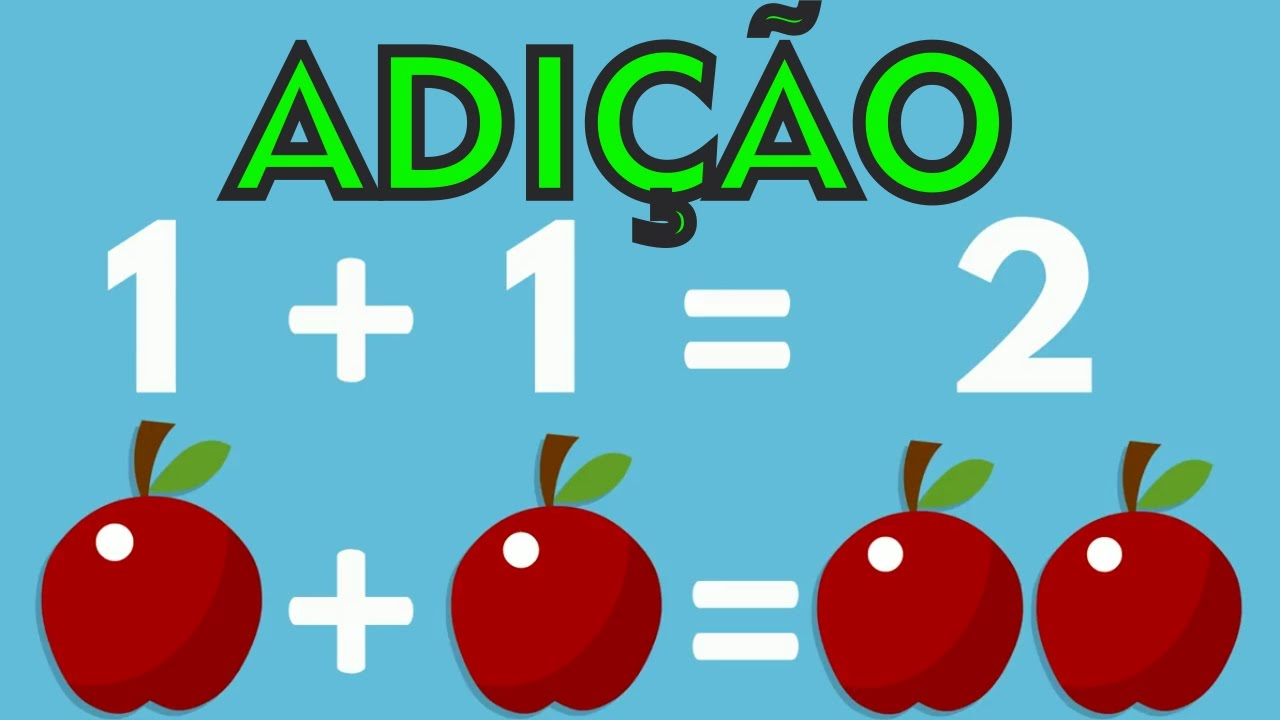 ADIÇÃO
1 + 1 = 2
+ =